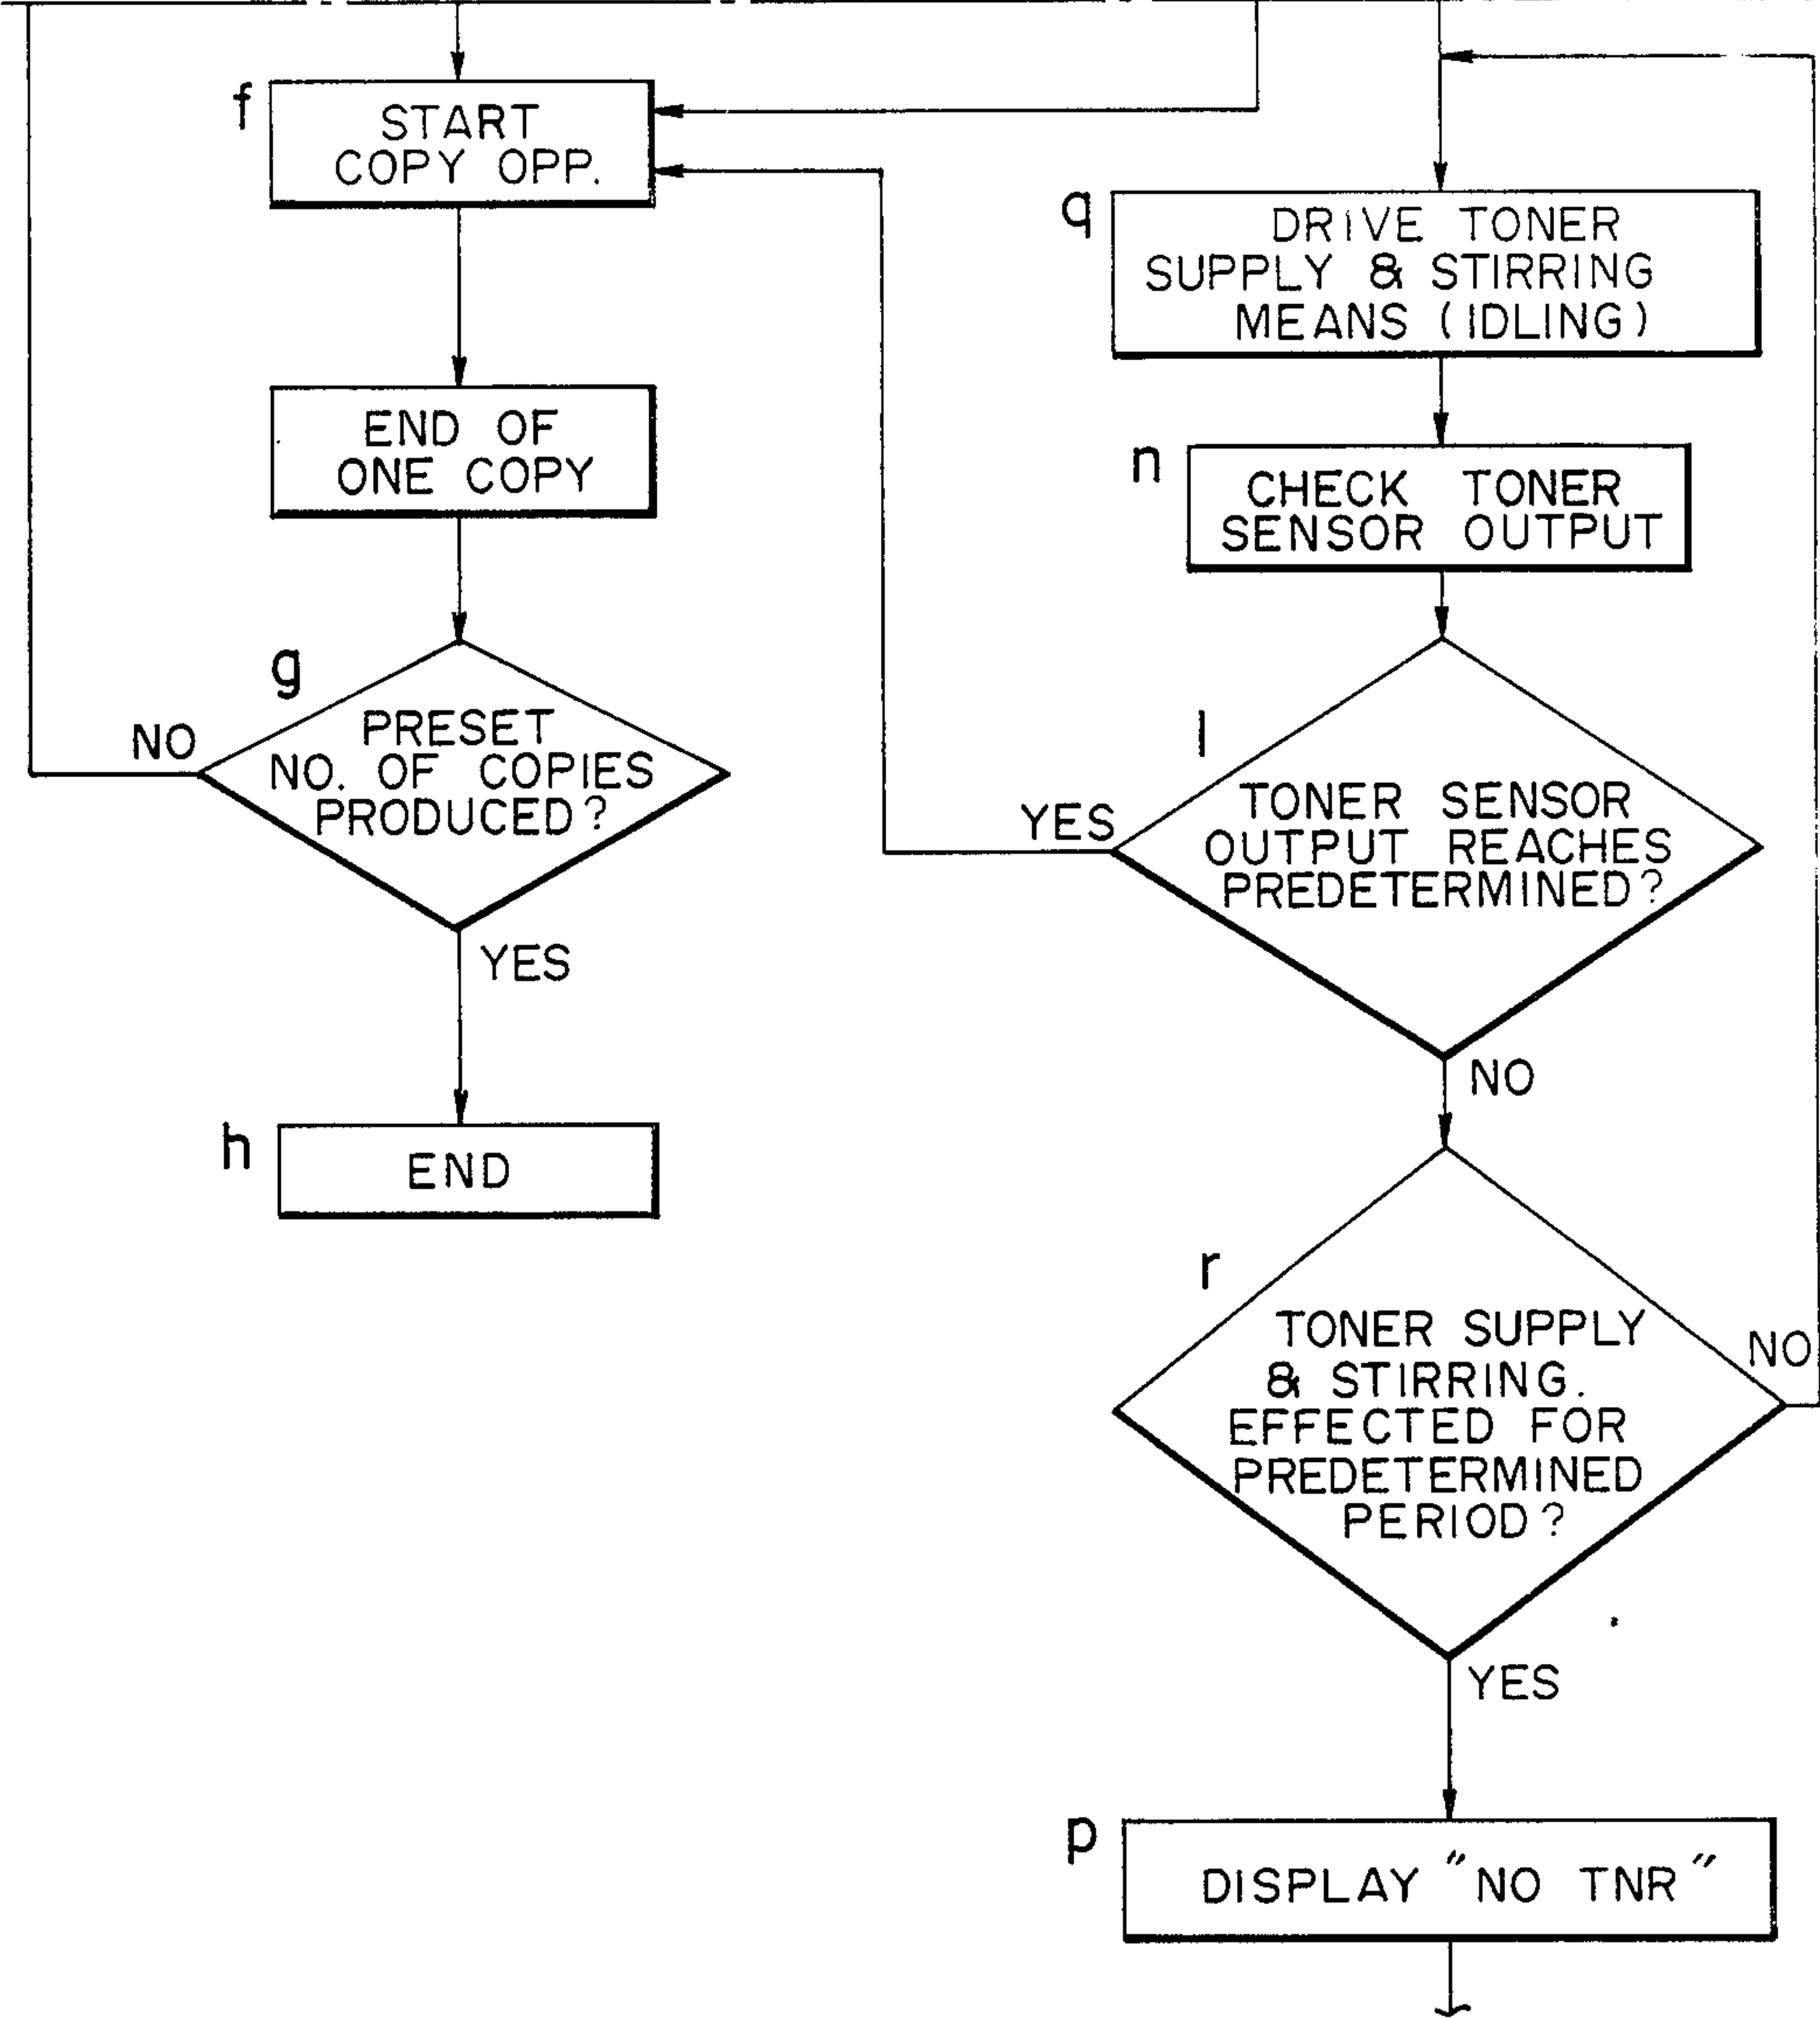 f
START
COPY OPP.
END OF
ONE COPY
g
PRESET
NO. OF COPIES
PRODUCED?
NO
YES
h
END
q
DRIVE TONER
SUPPLY & STIRRING
MEANS (IDLING)
n
CHECK TONER
SENSOR OUTPUT
l
TONER SENSOR
OUTPUT REACHES
PREDETERMINED?
YES
NO
r
TONER SUPPLY
& STIRRING.
EFFECTED FOR
PREDETERMINED
PERIOD?
NO
YES
p
DISPLAY "NO TNR"